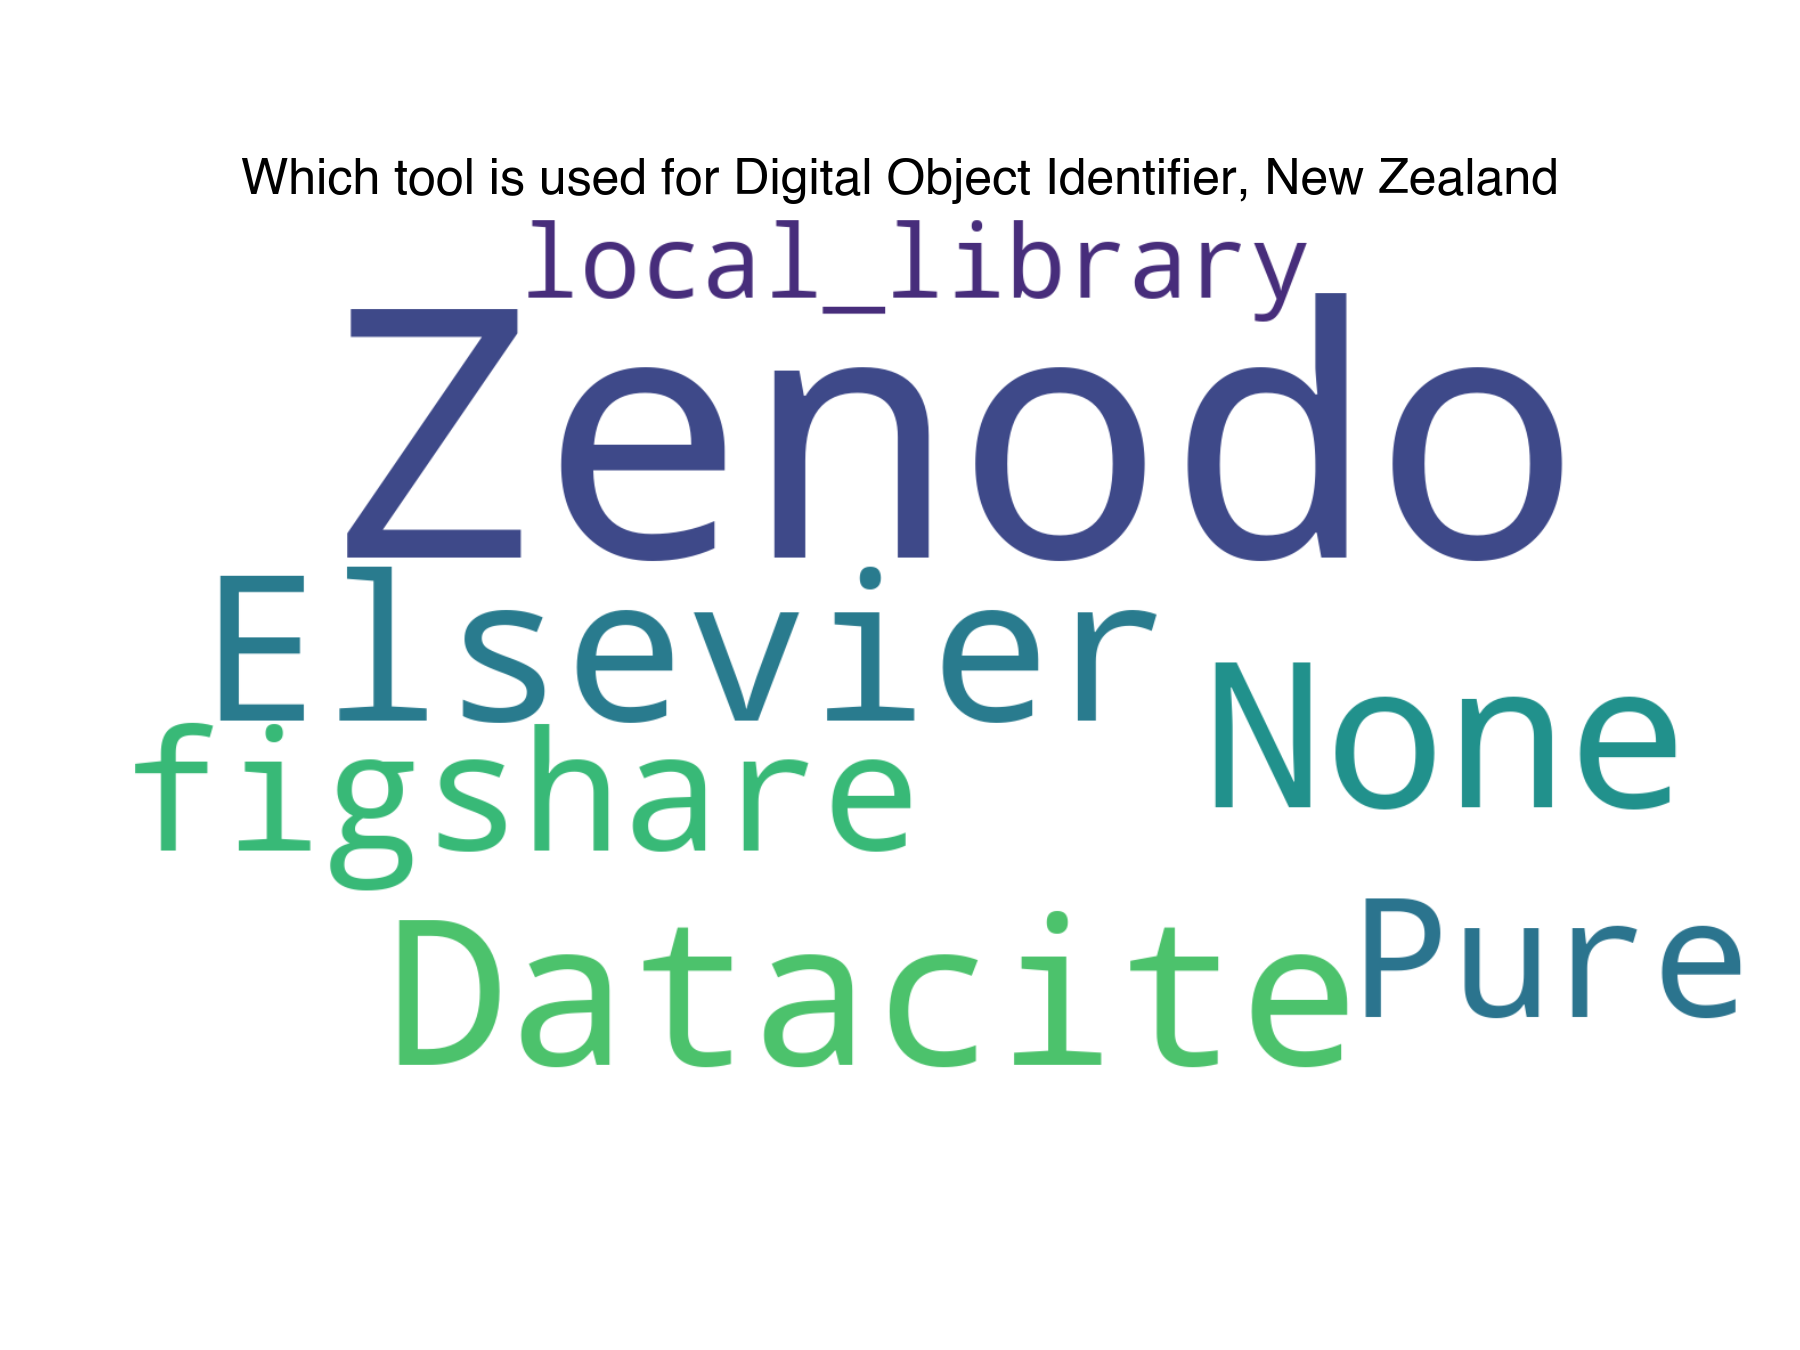 Which tool is used for Digital Object Identifier, New Zealand
local_library
Zenodo
Elsevier
None
figshare
Pure
Datacite